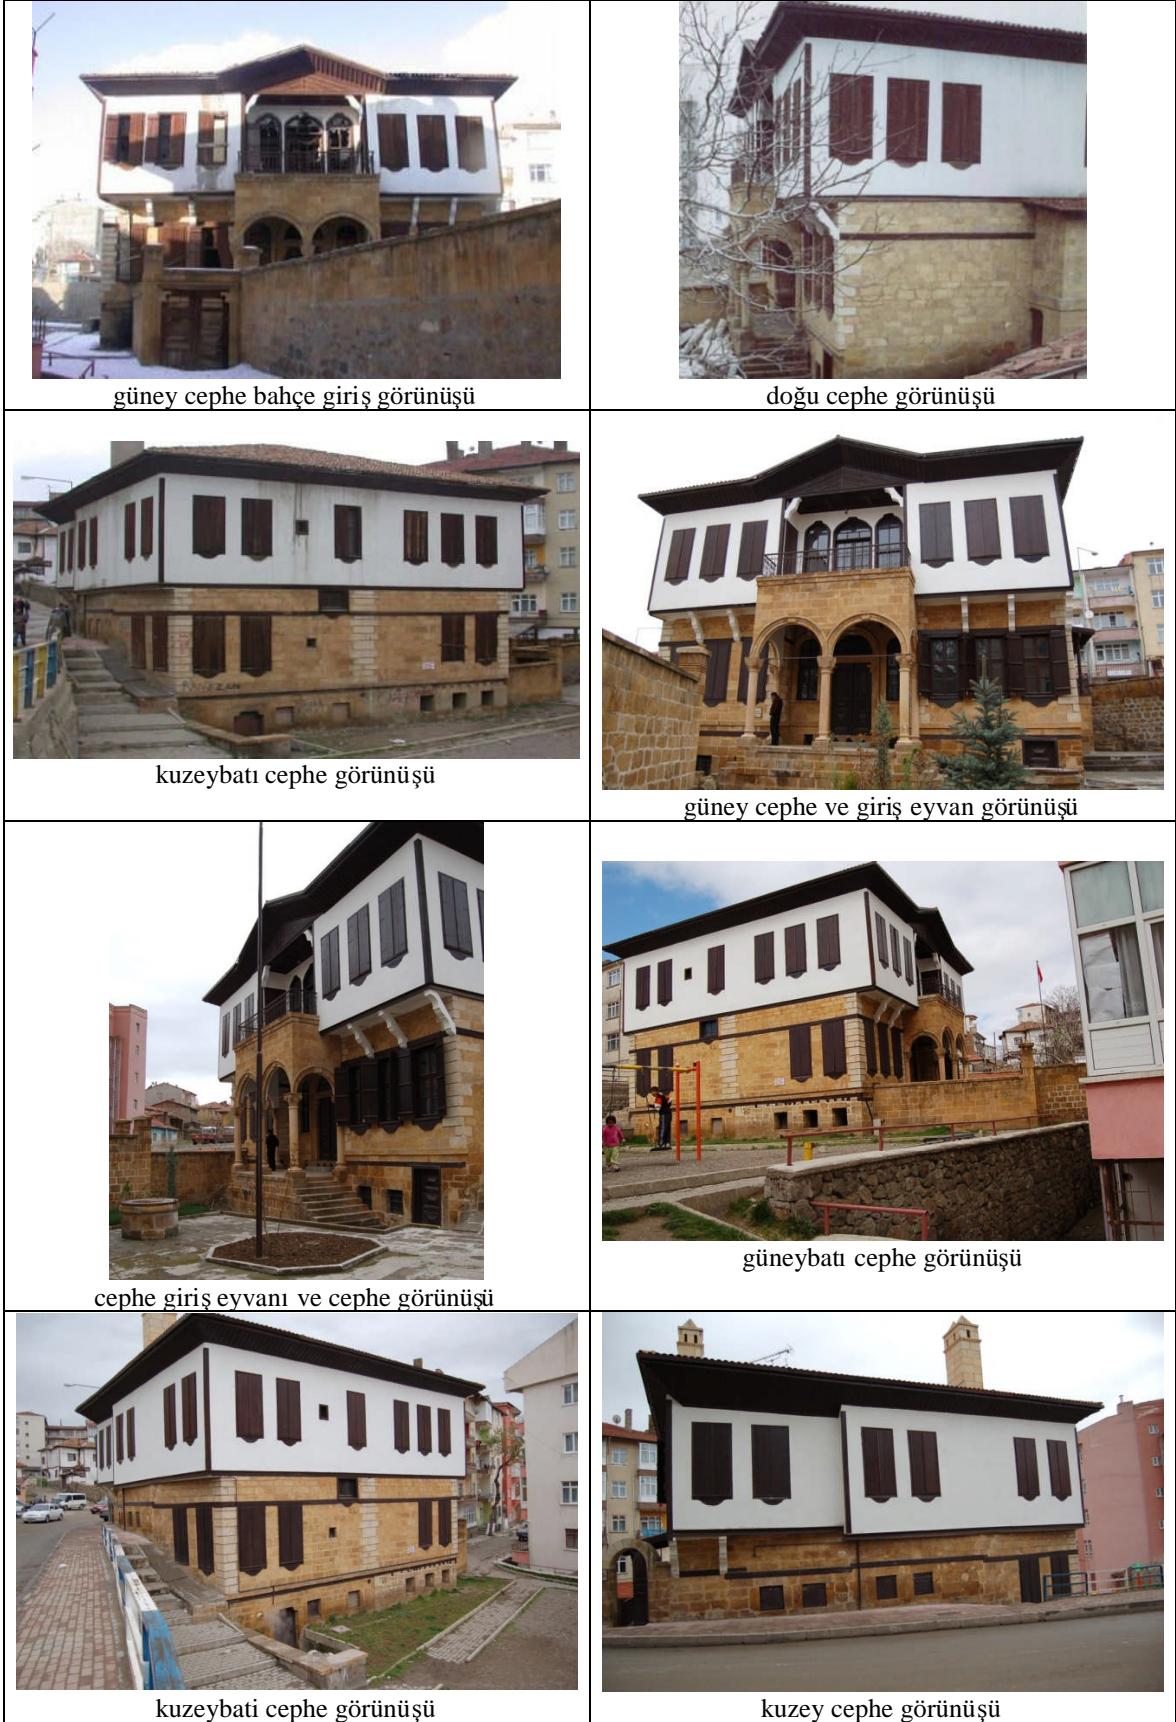 güney cephe bahçe giriş görünüşü
doğu cephe görünüşü
kuzeybatı cephe görünüşü
güney cephe ve giriş eyvan görünüşü
cephe giriş eyvanı ve cephe görünüşü
güneybatı cephe görünüşü
kuzeybati cephe görünüşü
kuzey cephe görünüşü